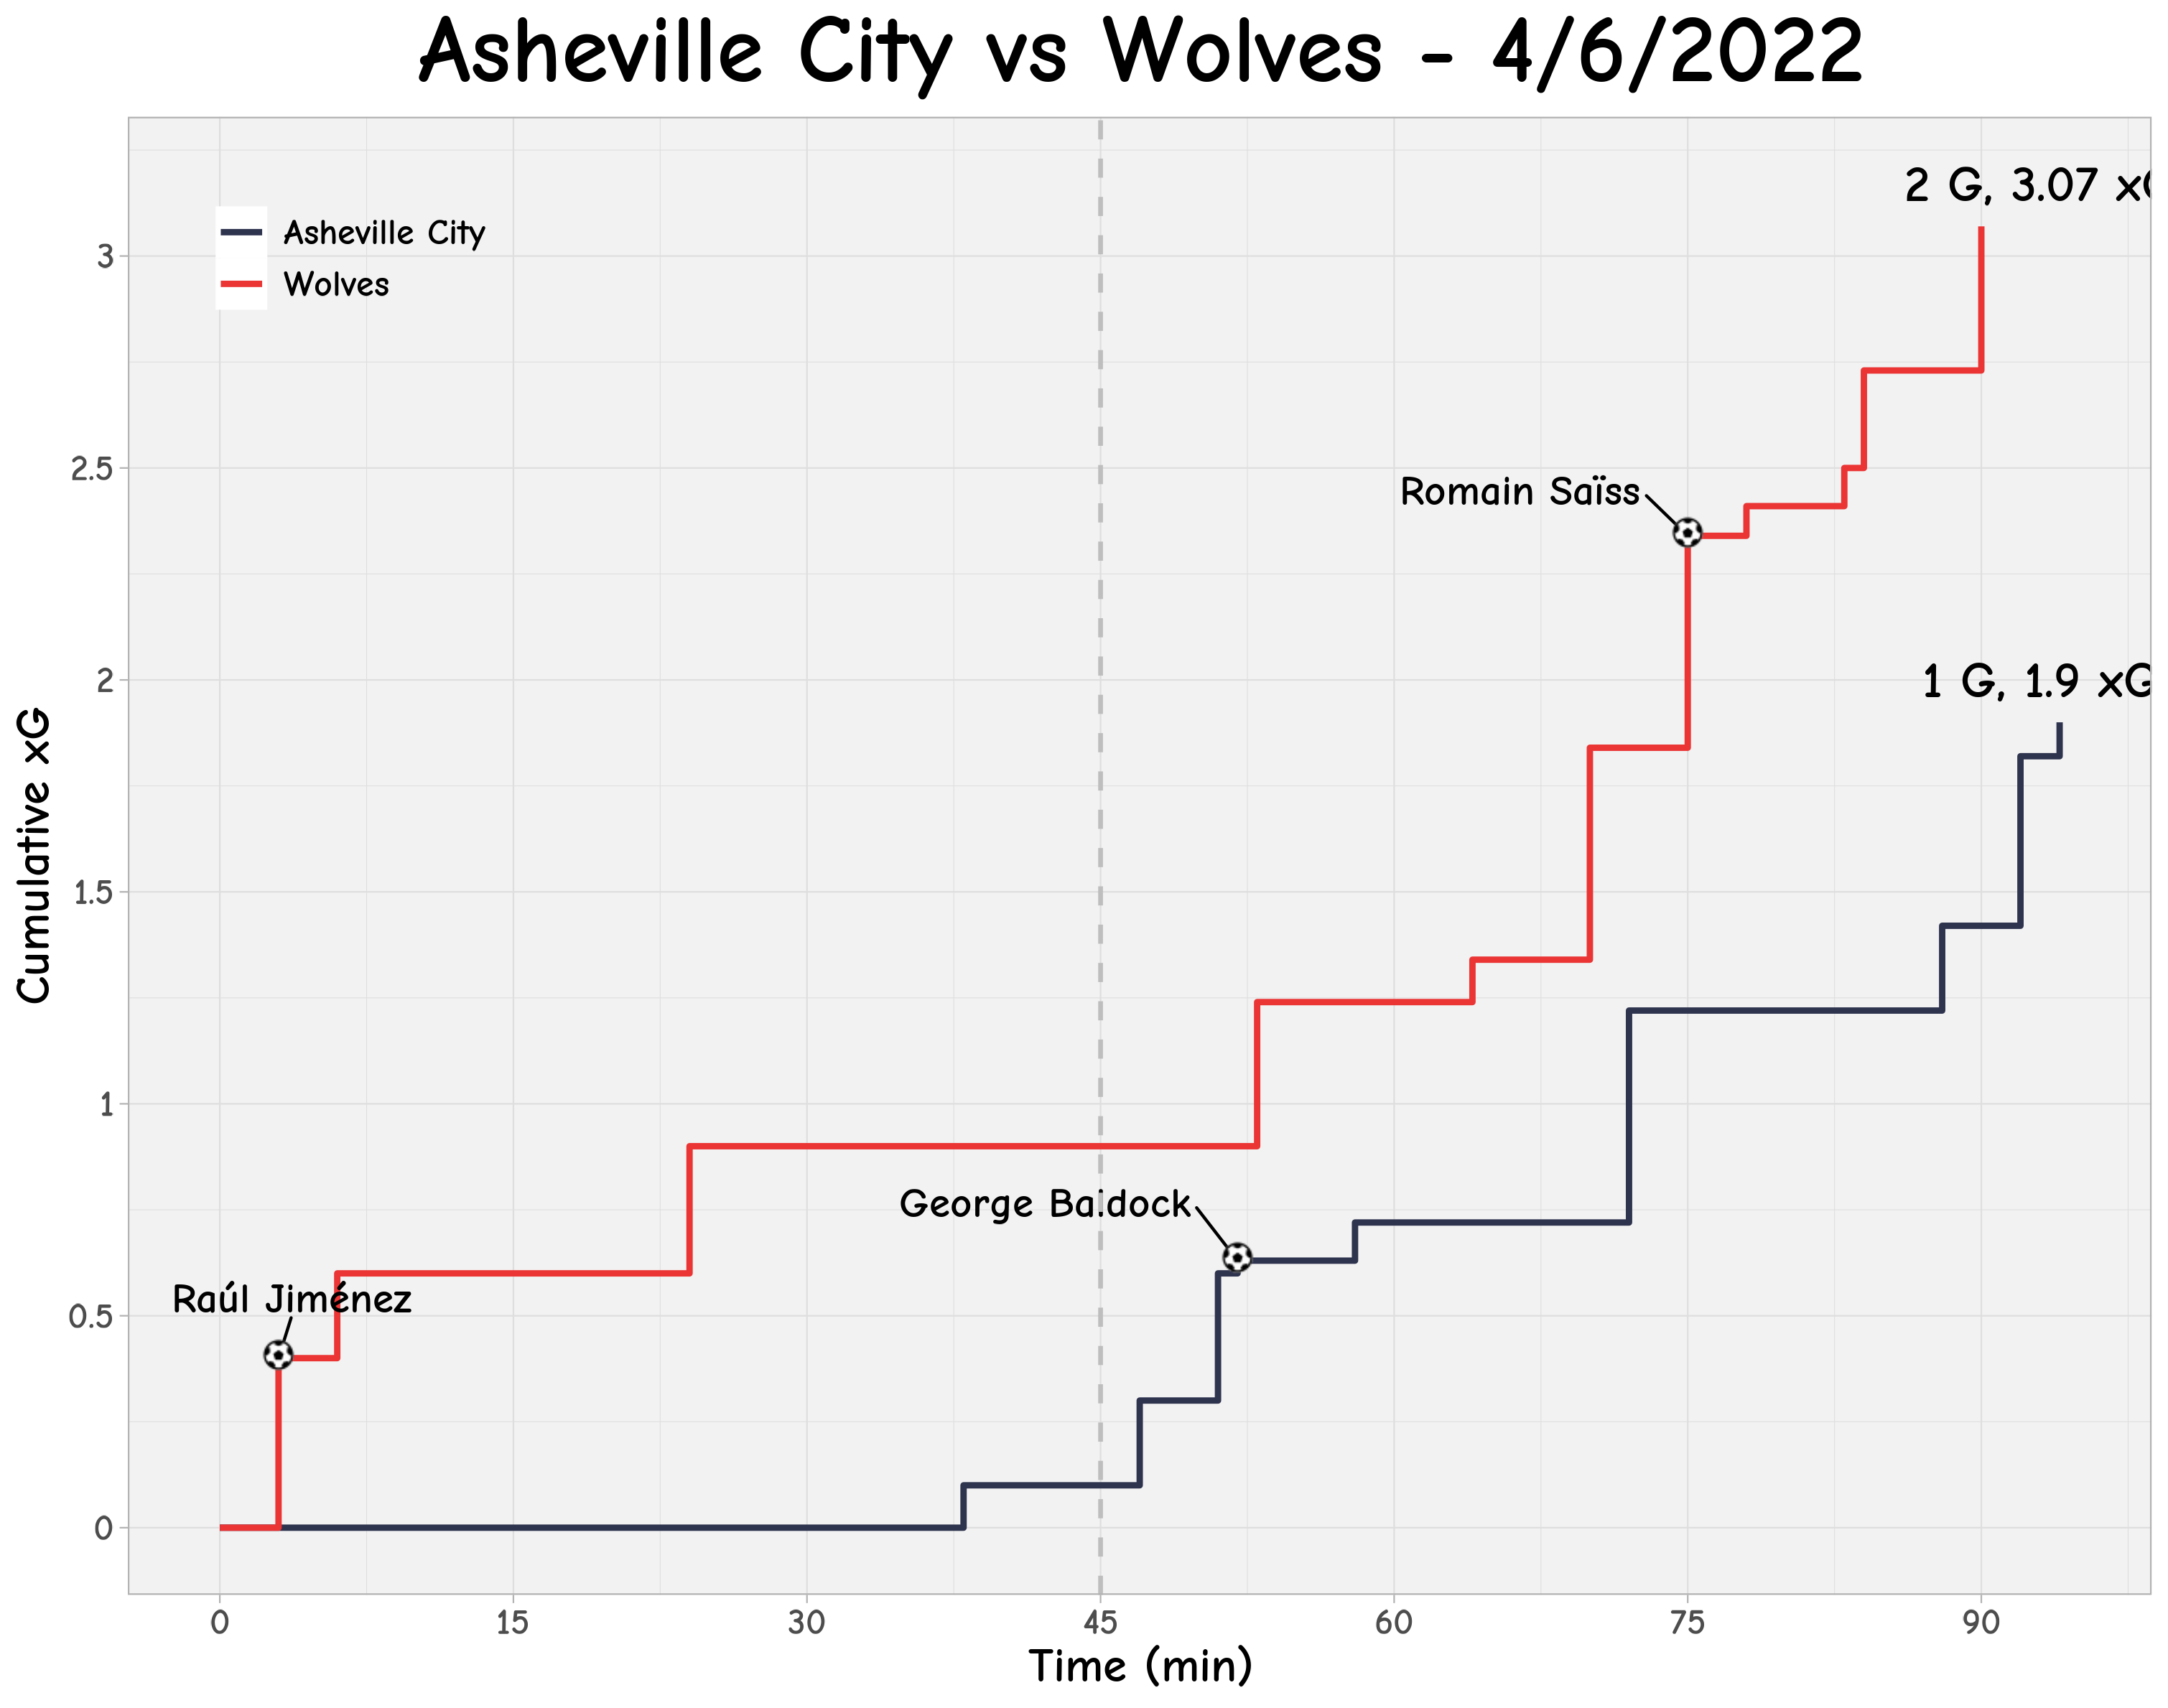 Asheville City vs Wolves - 4/6/2022
2 G, 3.07 xG
Asheville City
Wolves
3
2.5
Romain Saïss
2
1 G, 1.9 xG
1.5
1
George Baldock
Raúl Jiménez
0.5
0
Cumulative xG
0 15 30 45 60 75 90
Time (min)